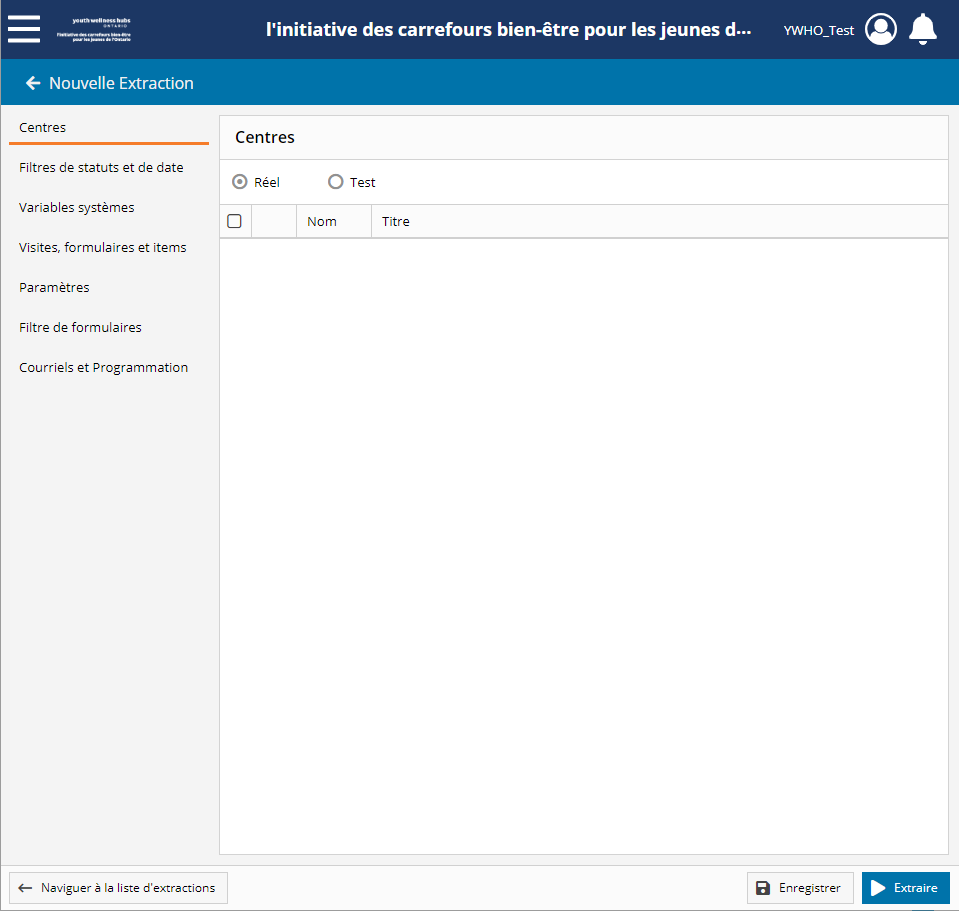 youth wellness hubs
ONTARIO
l'initiative des carrefours bien-être
pour les jeunes de l'Ontario
l'initiative des carrefours bien-être pour les jeunes d...
YWHO_Test
Nouvelle Extraction
Centres
Filtres de statuts et de date
Variables systèmes
Visites, formulaires et items
Paramètres
Filtre de formulaires
Courriels et Programmation
Centres
Réel
Test
Nom
Titre
Naviguer à la liste d'extractions
Enregistrer
Extraire